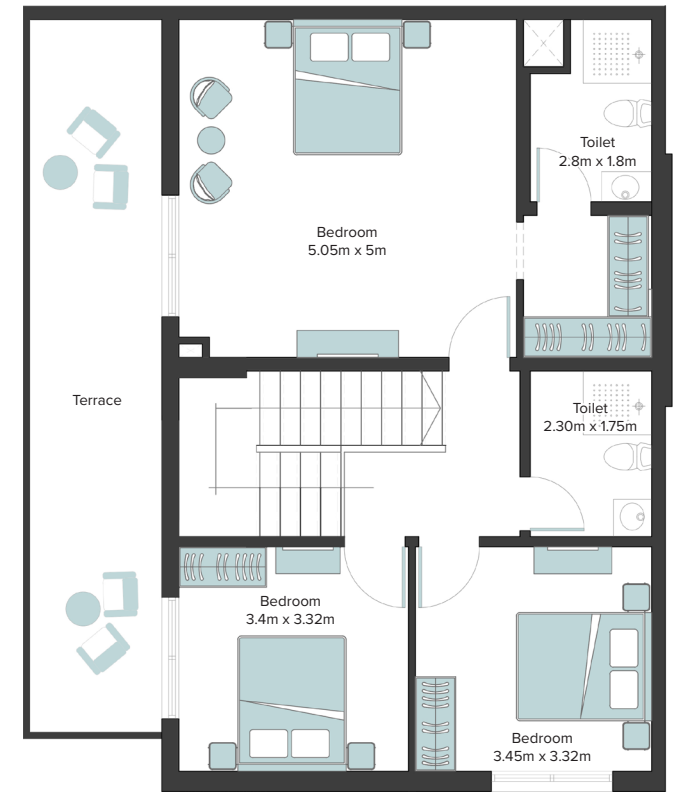 Toilet
2.8m x 1.8m
Bedroom
5.05m x 5m
Terrace
Toilet
2.30m x 1.75m
Bedroom
3.4m x 3.32m
Bedroom
3.45m x 3.32m